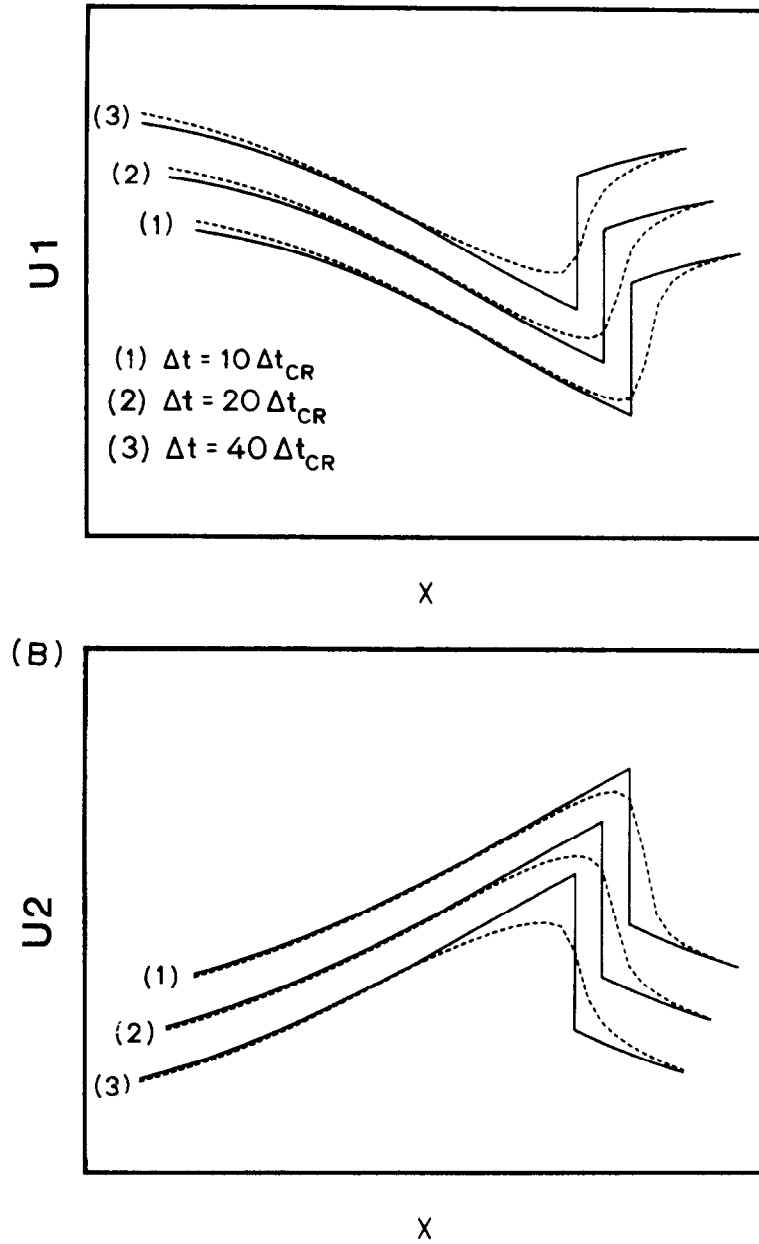 (3)
(2)
(1)
U1
(1) Δt = 10 Δt_CR
(2) Δt = 20 Δt_CR
(3) Δt = 40 Δt_CR
X
(B)
U2
(1)
(2)
(3)
X